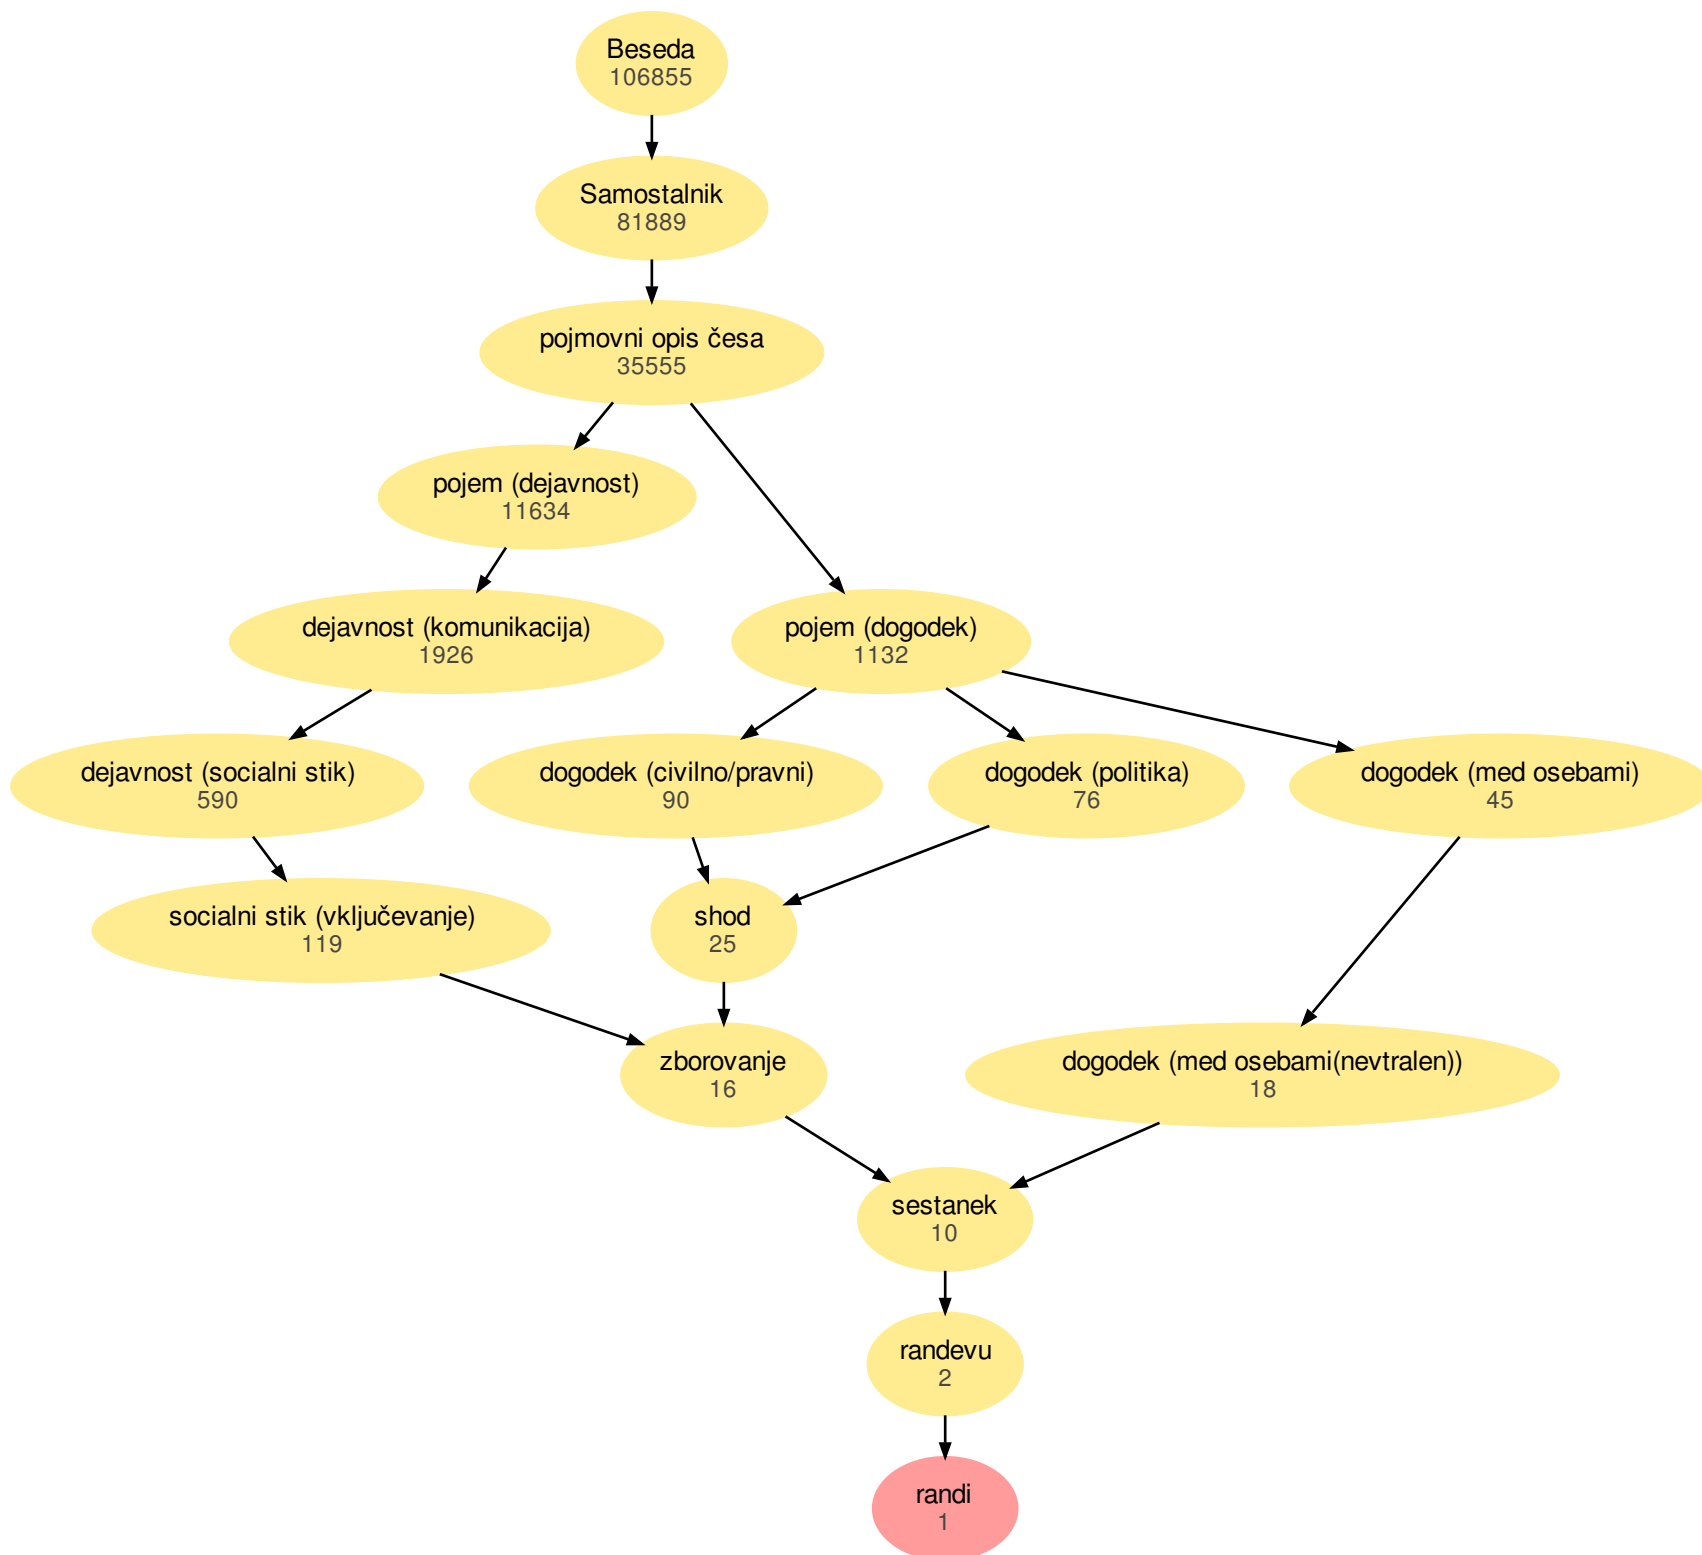 Beseda
106855
Samostalnik
81889
pojmovni opis česa
35555
pojem (dejavnost)
11634
dejavnost (komunikacija)
1926
pojem (dogodek)
1132
dejavnost (socialni stik)
590
dogodek (civilno/pravni)
90
dogodek (politika)
76
dogodek (med osebami)
45
socialni stik (vključevanje)
119
shod
25
zborovanje
16
dogodek (med osebami(nevtralen))
18
sestanek
10
randevu
2
randi
1